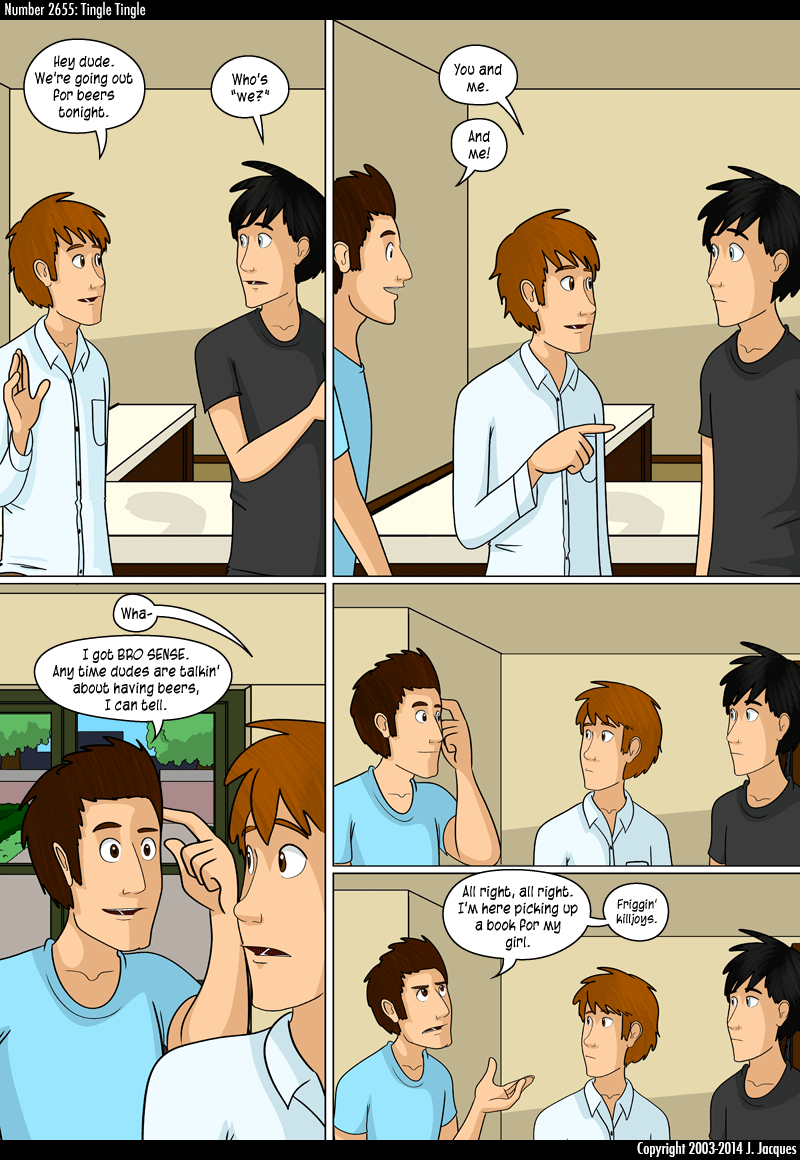 Number 2655: Tingle Tingle
Hey dude.
We're going out
for beers
tonight.
Who's
"we?"
You and
me.
And
me!
Wha-
I got BRO SENSE.
Any time dudes are talkin'
about having beers,
I can tell.
All right, all right.
I'm here picking up
a book for my
girl.
Friggin'
killjoys.
Copyright 2003-2014 J. Jacques